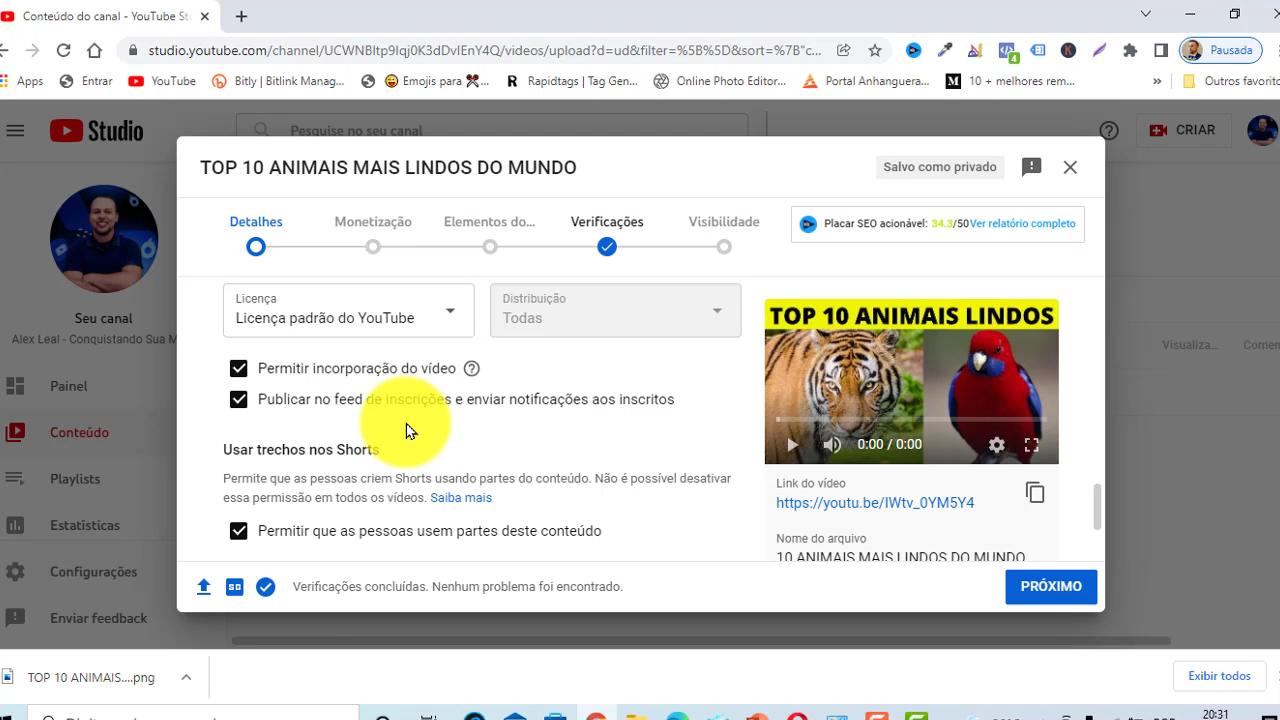 Conteúdo do canal - YouTube St
studio.youtube.com/channel/UCWNBltp9Iqj0K3dDvlEnY4Q/videos/upload?d=ud&filter=%5B%5D&sort=%7B"c...
4
K
Pausada
Apps
Entrar
YouTube
Bitly | Bitlink Manag...
Emojis para
R
Rapidtags | Tag Gen...
Online Photo Editor...
Portal Anhanguera...
M
10 + melhores rem...
»
Outros favorito
Studio
Pesquise no seu canal
CRIAR
TOP 10 ANIMAIS MAIS LINDOS DO MUNDO
Salvo como privado
Detalhes
Monetização
Elementos do...
Verificações
Visibilidade
Placar SEO acionável: 34.3/50 Ver relatório completo
Seu canal
Alex Leal - Conquistando Sua M
Painel
Conteúdo
Playlists
Estatísticas
Configurações
Enviar feedback
Licença
Licença padrão do YouTube
Distribuição
Todas
Permitir incorporação do vídeo
Publicar no feed de inscrições e enviar notificações aos inscritos
Usar trechos nos Shorts
Permite que as pessoas criem Shorts usando partes do conteúdo. Não é possível desativar
essa permissão em todos os vídeos. Saiba mais
Permitir que as pessoas usem partes deste conteúdo
TOP 10 ANIMAIS LINDOS
0:00 / 0:00
Link do vídeo
https://youtu.be/IWtv_0YM5Y4
Nome do arquivo
10 ANIMAIS MAIS LINDOS DO MUNDO
Visualiza...
Comen
SD
Verificações concluídas. Nenhum problema foi encontrado.
PRÓXIMO
TOP 10 ANIMAIS....png
Exibir todos
20:31